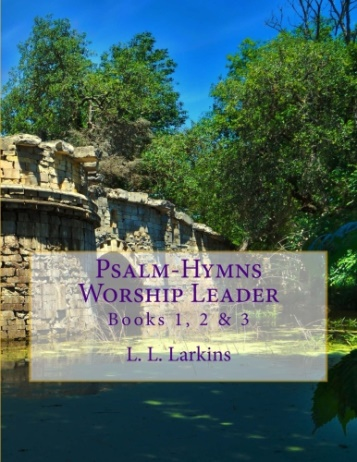 Psalm-Hymns
Worship Leader
Books 1, 2 & 3
L. L. Larkins